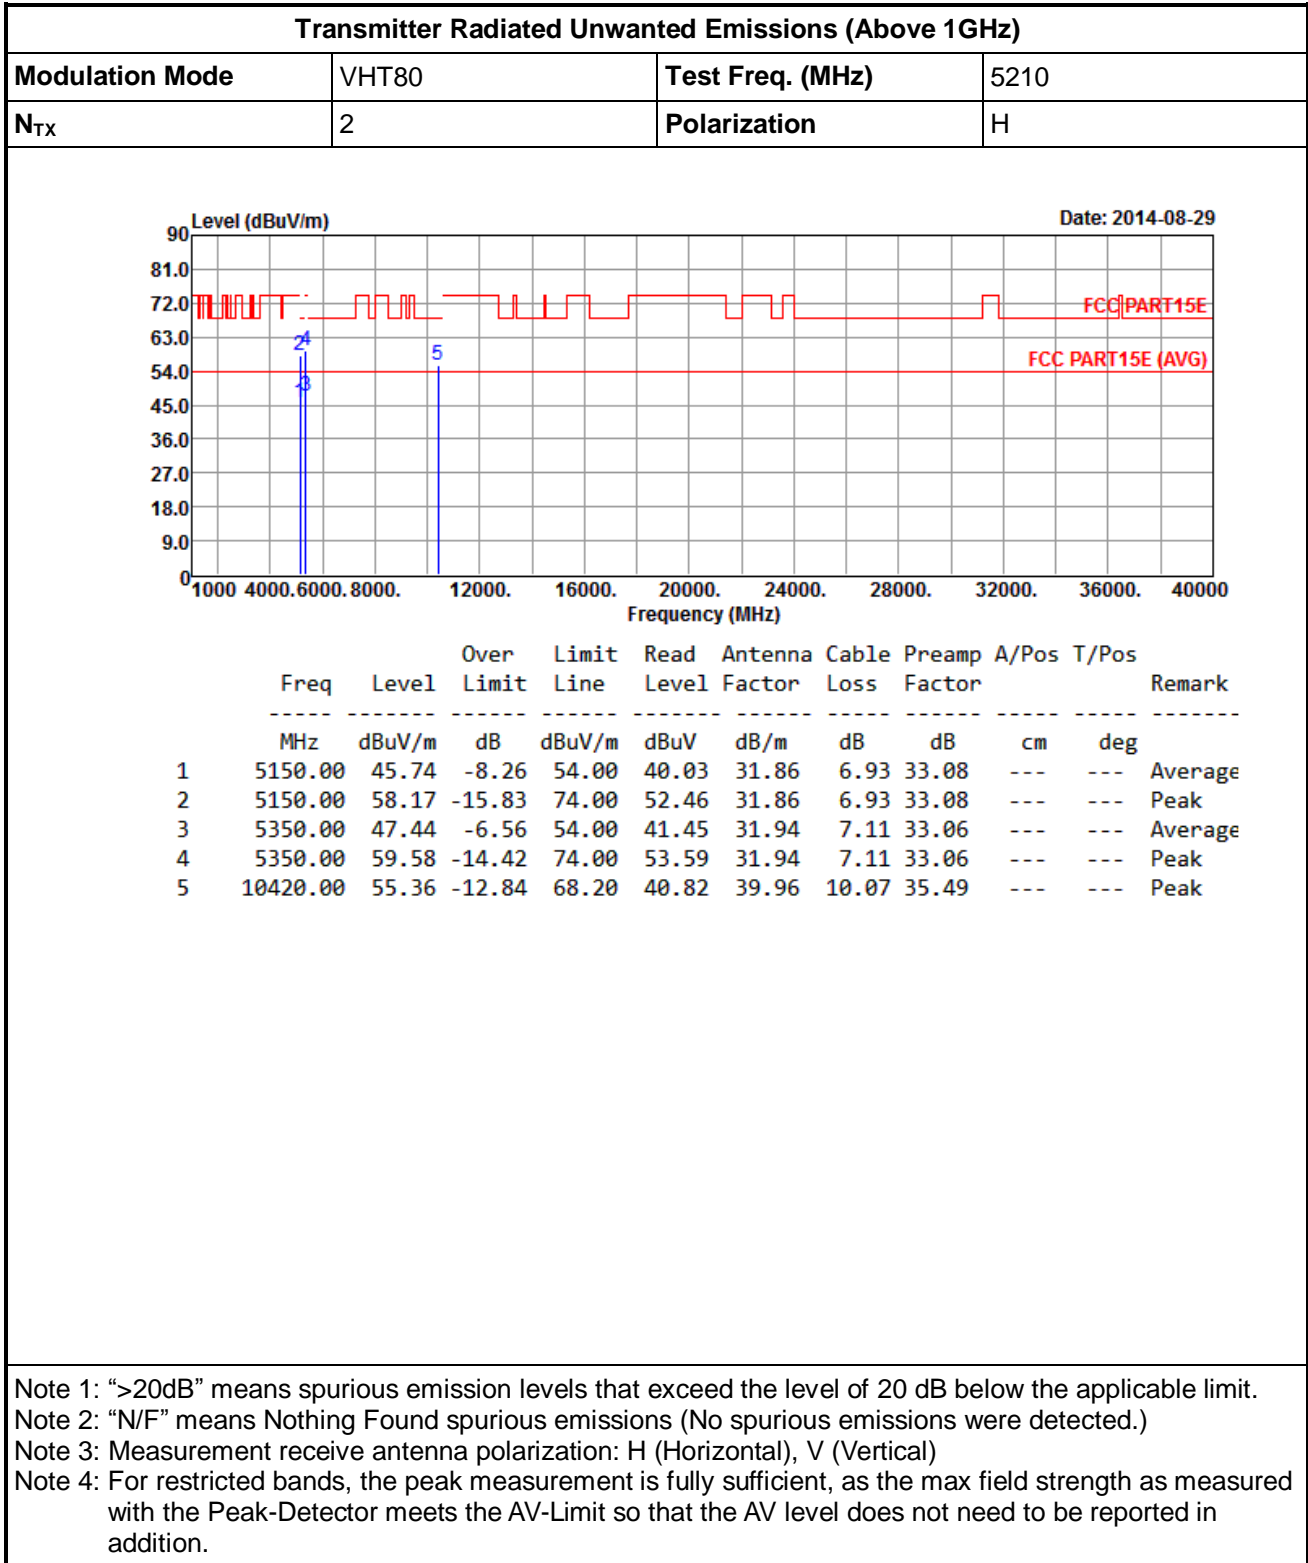 Transmitter Radiated Unwanted Emissions (Above 1GHz)
Modulation Mode VHT80 Test Freq. (MHz) 5210
NTX 2 Polarization H
Level (dBuV/m) Date: 2014-08-29
90
81.0
72.0 FCC PART15E
63.0
2 4
5
FCC PART15E (AVG)
54.0
3
45.0
36.0
27.0
18.0
9.0
0
1000 4000. 6000. 8000. 12000. 16000. 20000. 24000. 28000. 32000. 36000. 40000
Frequency (MHz)
Over Limit Read Antenna Cable Preamp A/Pos T/Pos
Freq Level Limit Line Level Factor Loss Factor Remark
----- ------- ------ ------ ------- ------ ----- ------ ----- ----- -------
MHz dBuV/m dB dBuV/m dBuV dB/m dB dB cm deg
1 5150.00 45.74 -8.26 54.00 40.03 31.86 6.93 33.08 --- --- Average
2 5150.00 58.17 -15.83 74.00 52.46 31.86 6.93 33.08 --- --- Peak
3 5350.00 47.44 -6.56 54.00 41.45 31.94 7.11 33.06 --- --- Average
4 5350.00 59.58 -14.42 74.00 53.59 31.94 7.11 33.06 --- --- Peak
5 10420.00 55.36 -12.84 68.20 40.82 39.96 10.07 35.49 --- --- Peak
Note 1: “>20dB” means spurious emission levels that exceed the level of 20 dB below the applicable limit.
Note 2: “N/F” means Nothing Found spurious emissions (No spurious emissions were detected.)
Note 3: Measurement receive antenna polarization: H (Horizontal), V (Vertical)
Note 4: For restricted bands, the peak measurement is fully sufficient, as the max field strength as measured
with the Peak-Detector meets the AV-Limit so that the AV level does not need to be reported in
addition.